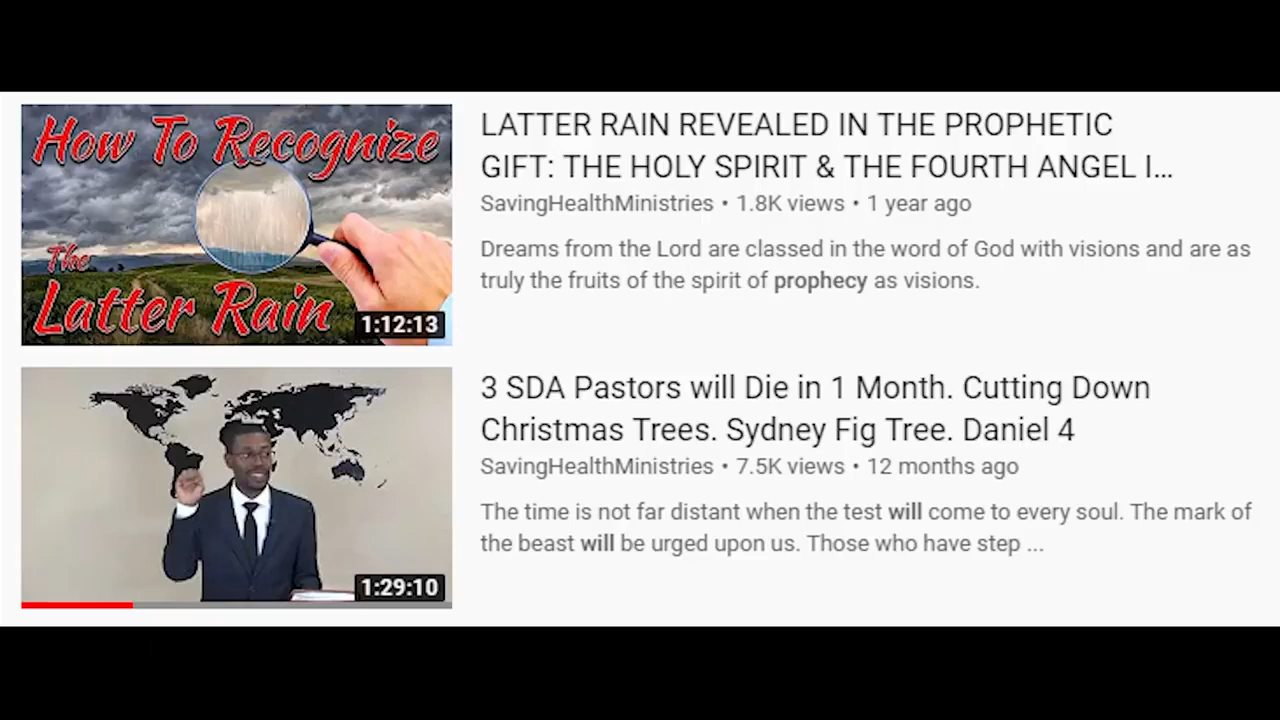 How To Recognize
The
Latter Rain
1:12:13
LATTER RAIN REVEALED IN THE PROPHETIC
GIFT: THE HOLY SPIRIT & THE FOURTH ANGEL I...
SavingHealthMinistries • 1.8K views • 1 year ago
Dreams from the Lord are classed in the word of God with visions and are as
truly the fruits of the spirit of prophecy as visions.
1:29:10
3 SDA Pastors will Die in 1 Month. Cutting Down
Christmas Trees. Sydney Fig Tree. Daniel 4
SavingHealthMinistries • 7.5K views • 12 months ago
The time is not far distant when the test will come to every soul. The mark of
the beast will be urged upon us. Those who have step ...